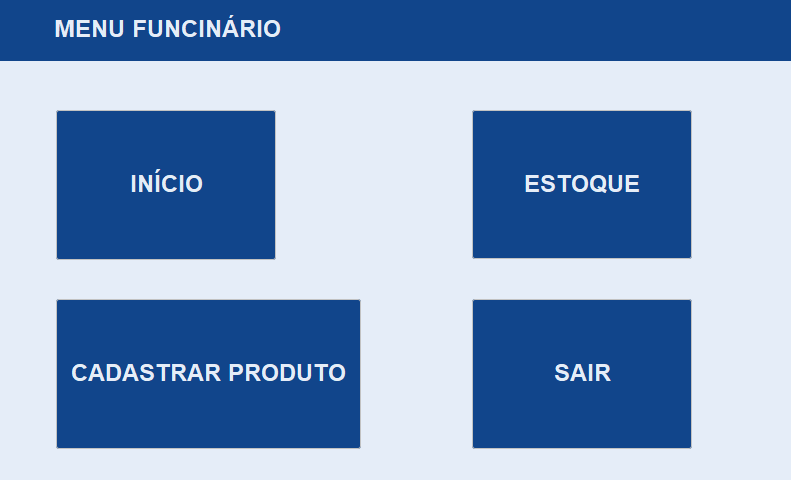 MENU FUNCINÁRIO
INÍCIO
ESTOQUE
CADASTRAR PRODUTO
SAIR